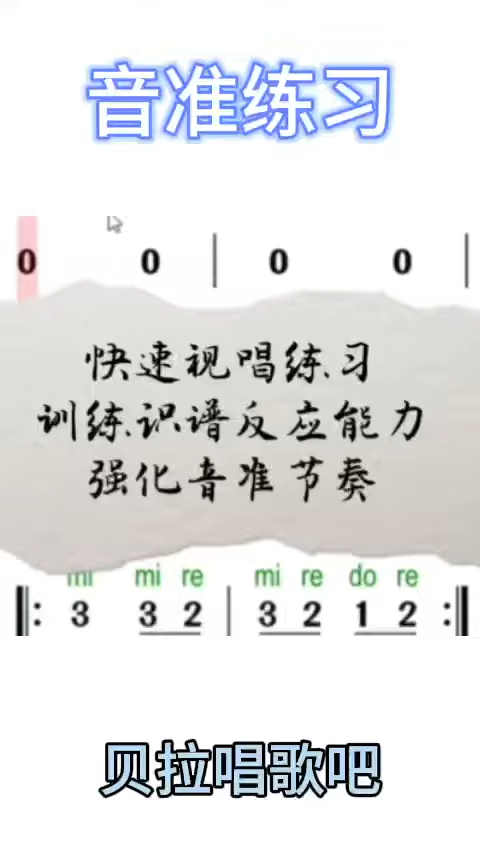 音准练习
0 0 | 0 0 |
快速视唱练习
训练识谱反应能力
强化音准节奏
mi mi re mi re do re
‖: 3 3 2 | 3 2 1 2 :‖
贝拉唱歌吧